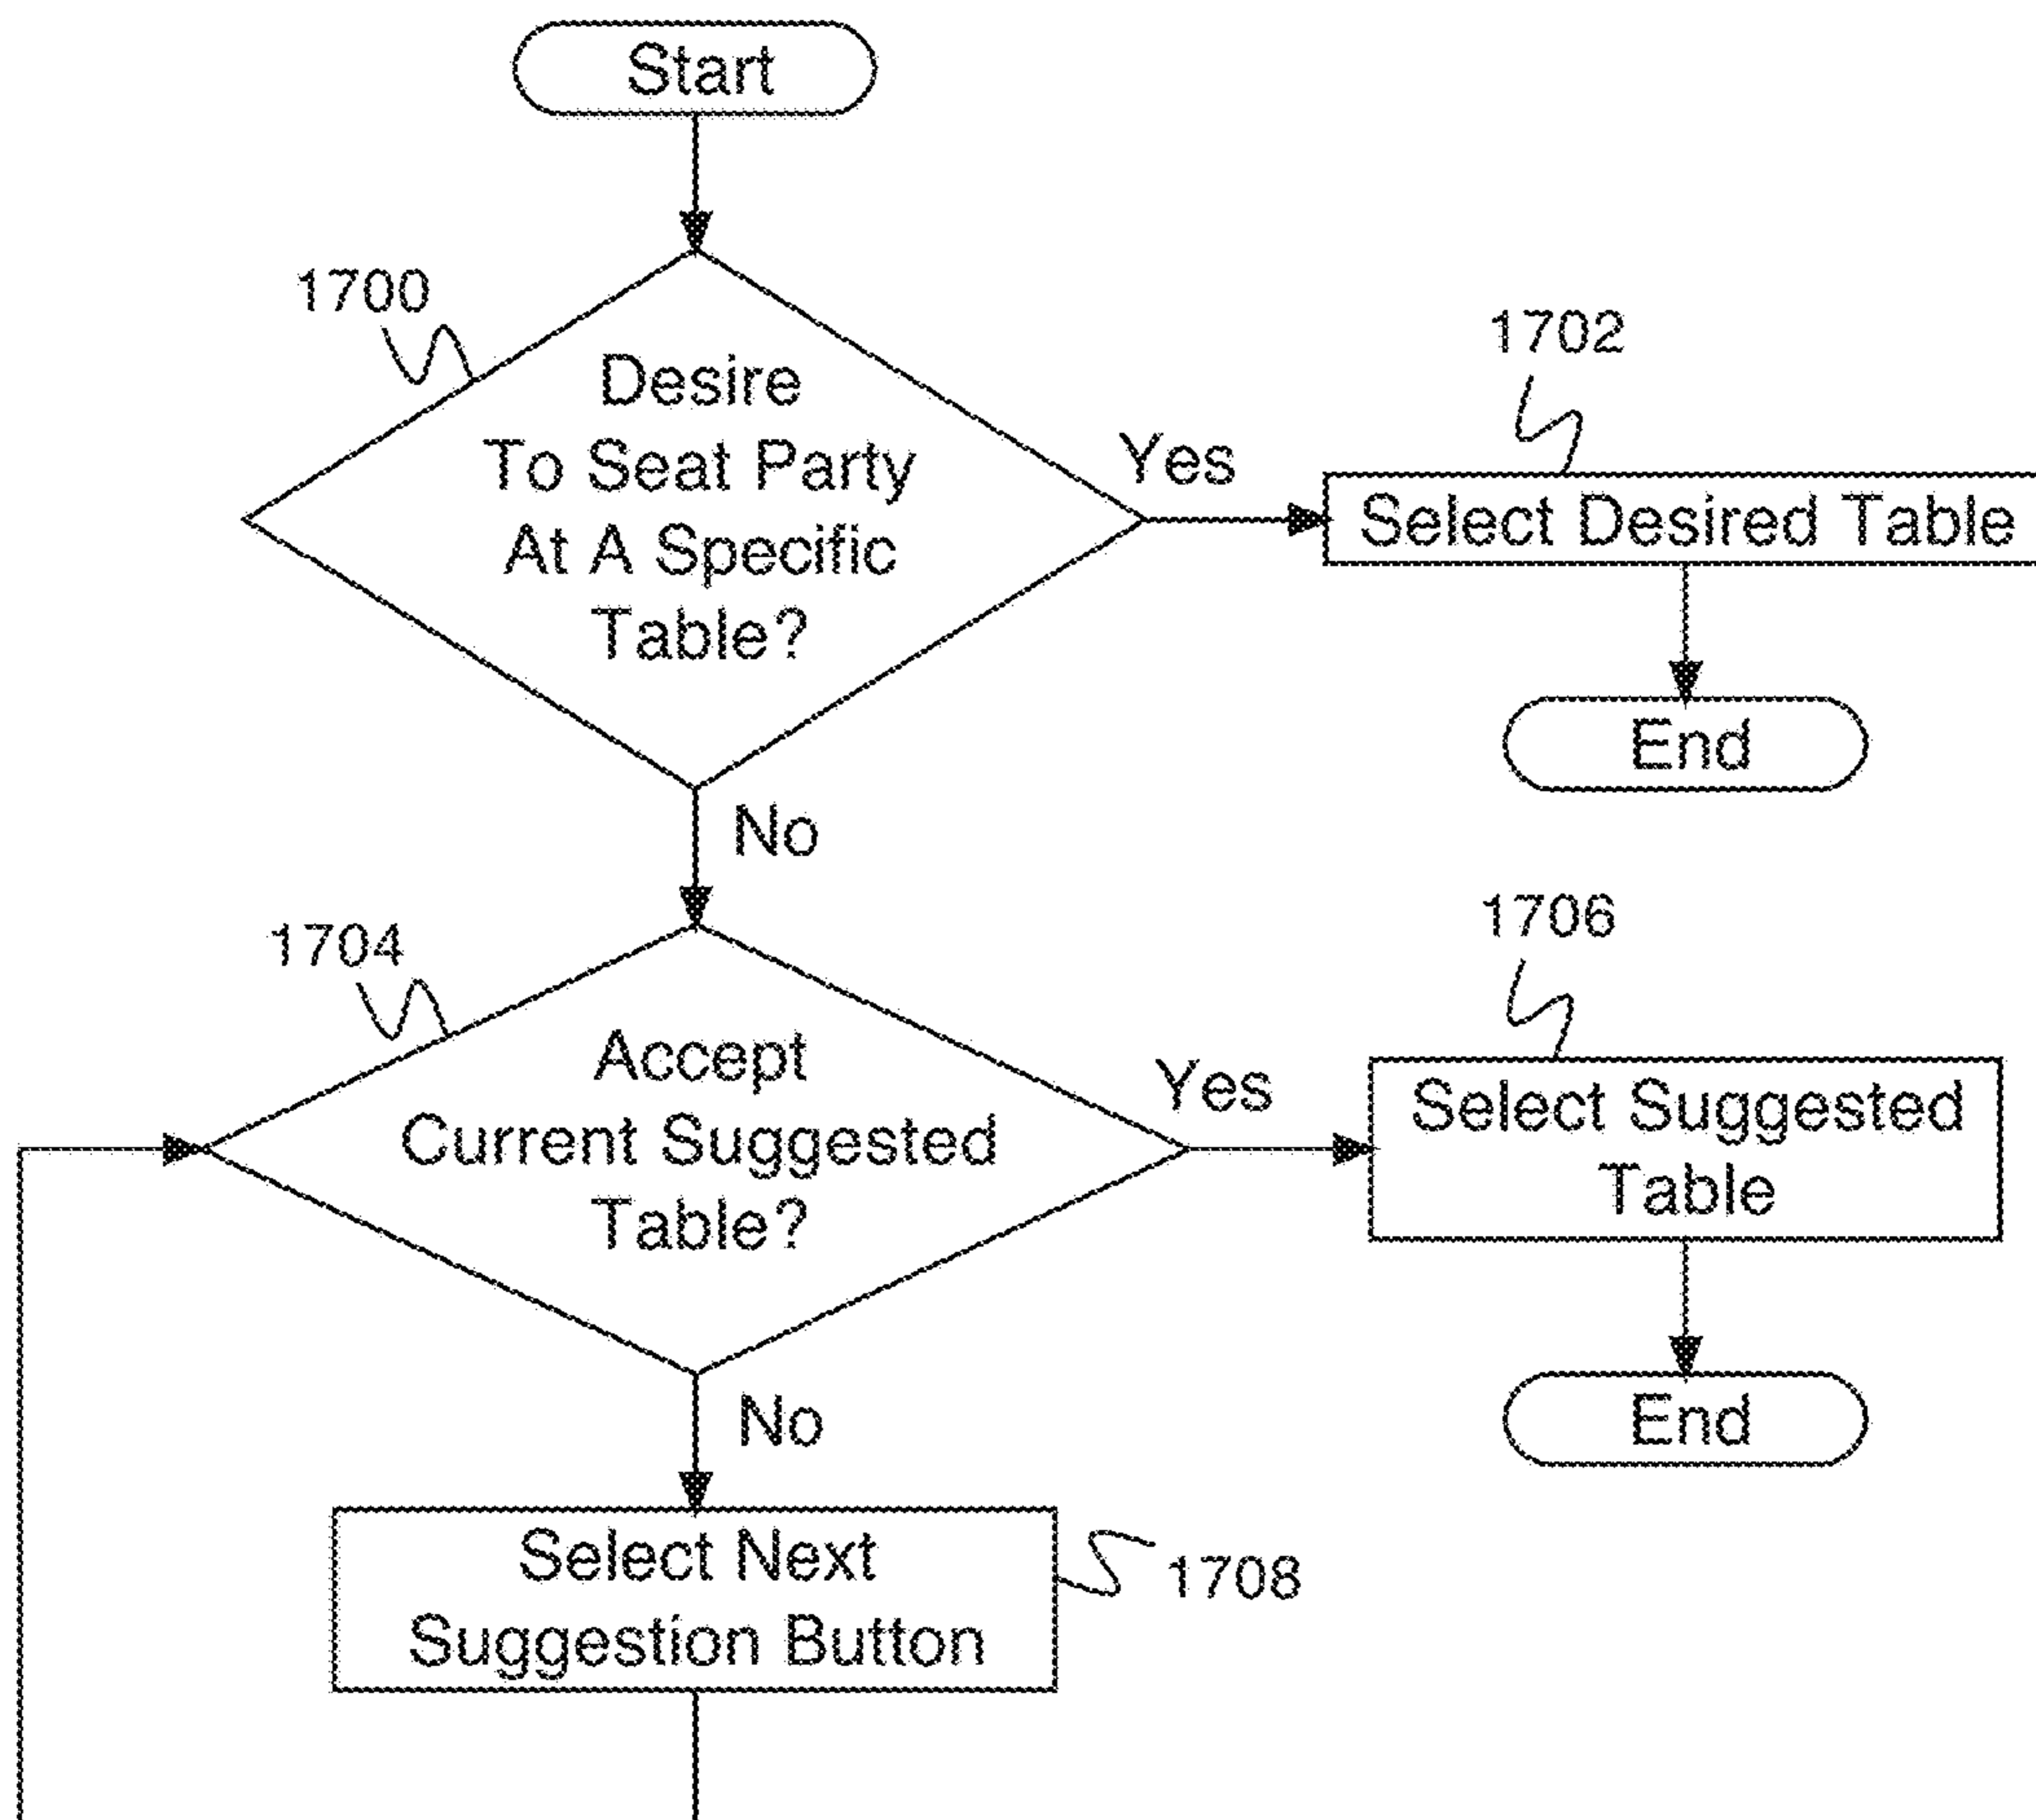 Start
1700
Desire
To Seat Party
At A Specific
Table?
Yes
1702
Select Desired Table
End
No
1704
Accept
Current Suggested
Table?
Yes
1706
Select Suggested
Table
End
No
Select Next
Suggestion Button
1708